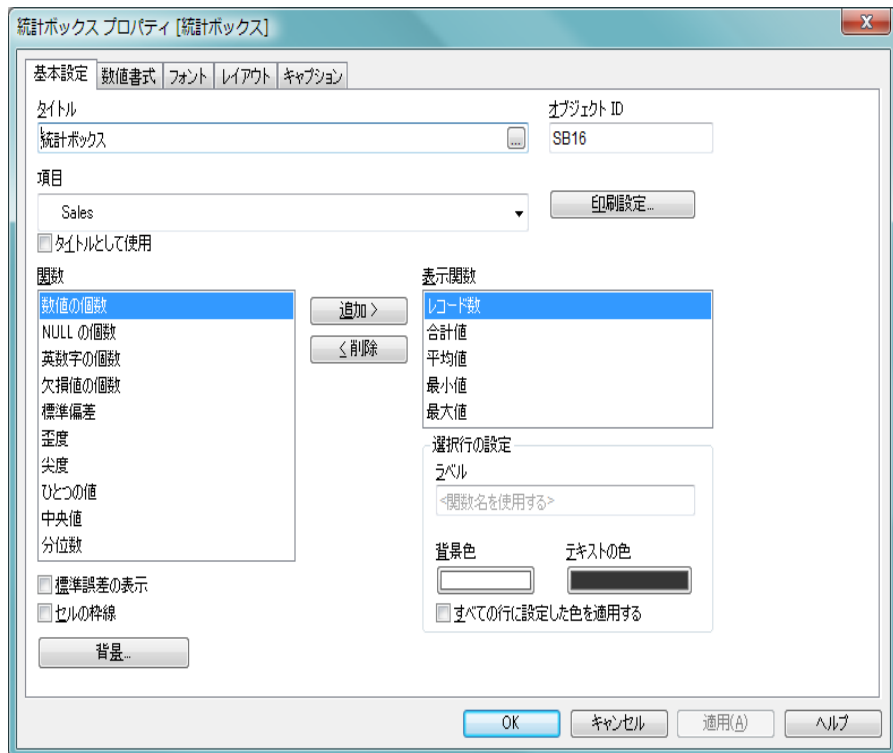 統計ボックス プロパティ [統計ボックス]
基本設定 数値書式 フォント レイアウト キャプション
タイトル
統計ボックス
...
オブジェクト ID
SB16
項目
Sales
印刷設定...
タイトルとして使用
関数
数値の個数
NULL の個数
英数字の個数
欠損値の個数
標準偏差
歪度
尖度
ひとつの値
中央値
分位数
追加 >
< 削除
表示関数
レコード数
合計値
平均値
最小値
最大値
選択行の設定
ラベル
<関数名を使用する>
背景色
テキストの色
すべての行に設定した色を適用する
標準誤差の表示
セルの枠線
背景...
OK
キャンセル
適用(A)
ヘルプ